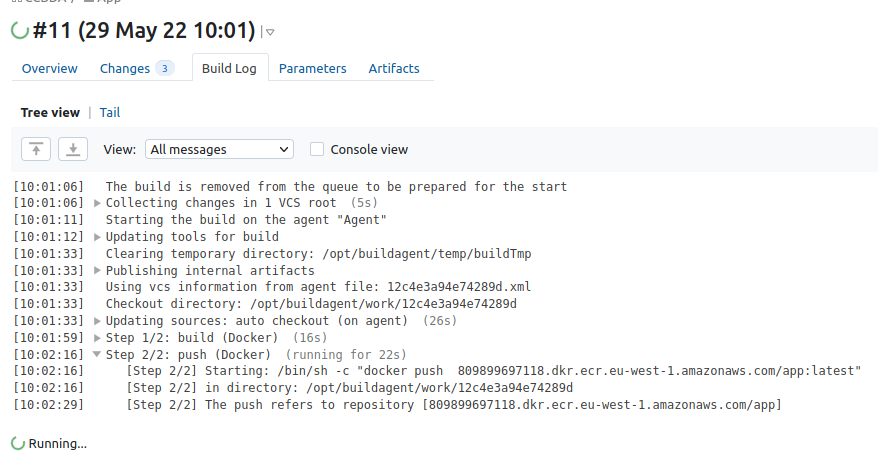 #11 (29 May 22 10:01)
Overview Changes 3 Build Log Parameters Artifacts
Tree view | Tail
View: All messages Console view
[10:01:06] The build is removed from the queue to be prepared for the start
[10:01:06] Collecting changes in 1 VCS root (5s)
[10:01:11] Starting the build on the agent "Agent"
[10:01:12] Updating tools for build
[10:01:33] Clearing temporary directory: /opt/buildagent/temp/buildTmp
[10:01:33] Publishing internal artifacts
[10:01:33] Using vcs information from agent file: 12c4e3a94e74289d.xml
[10:01:33] Checkout directory: /opt/buildagent/work/12c4e3a94e74289d
[10:01:33] Updating sources: auto checkout (on agent) (26s)
[10:01:59] Step 1/2: build (Docker) (16s)
[10:02:16] Step 2/2: push (Docker) (running for 22s)
[10:02:16] [Step 2/2] Starting: /bin/sh -c "docker push  809899697118.dkr.ecr.eu-west-1.amazonaws.com/app:latest"
[10:02:16] [Step 2/2] in directory: /opt/buildagent/work/12c4e3a94e74289d
[10:02:29] [Step 2/2] The push refers to repository [809899697118.dkr.ecr.eu-west-1.amazonaws.com/app]
Running...